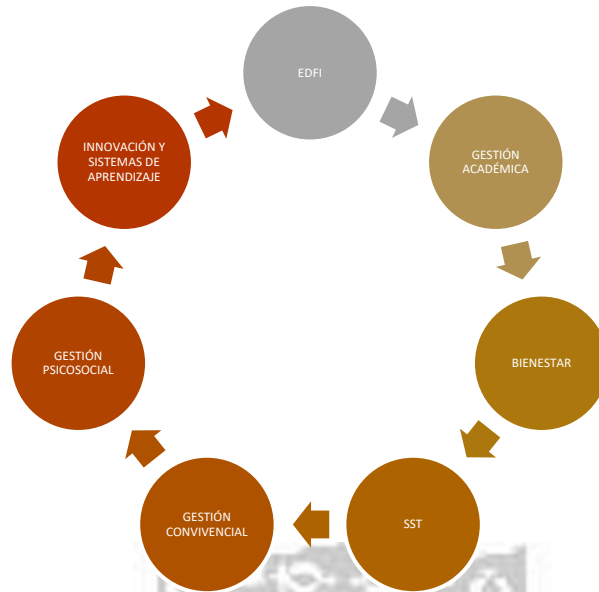 EDFI
GESTIÓN
ACADÉMICA
BIENESTAR
SST
GESTIÓN
CONVIVENCIAL
GESTIÓN
PSICOSOCIAL
INNOVACIÓN Y
SISTEMAS DE
APRENDIZAJE